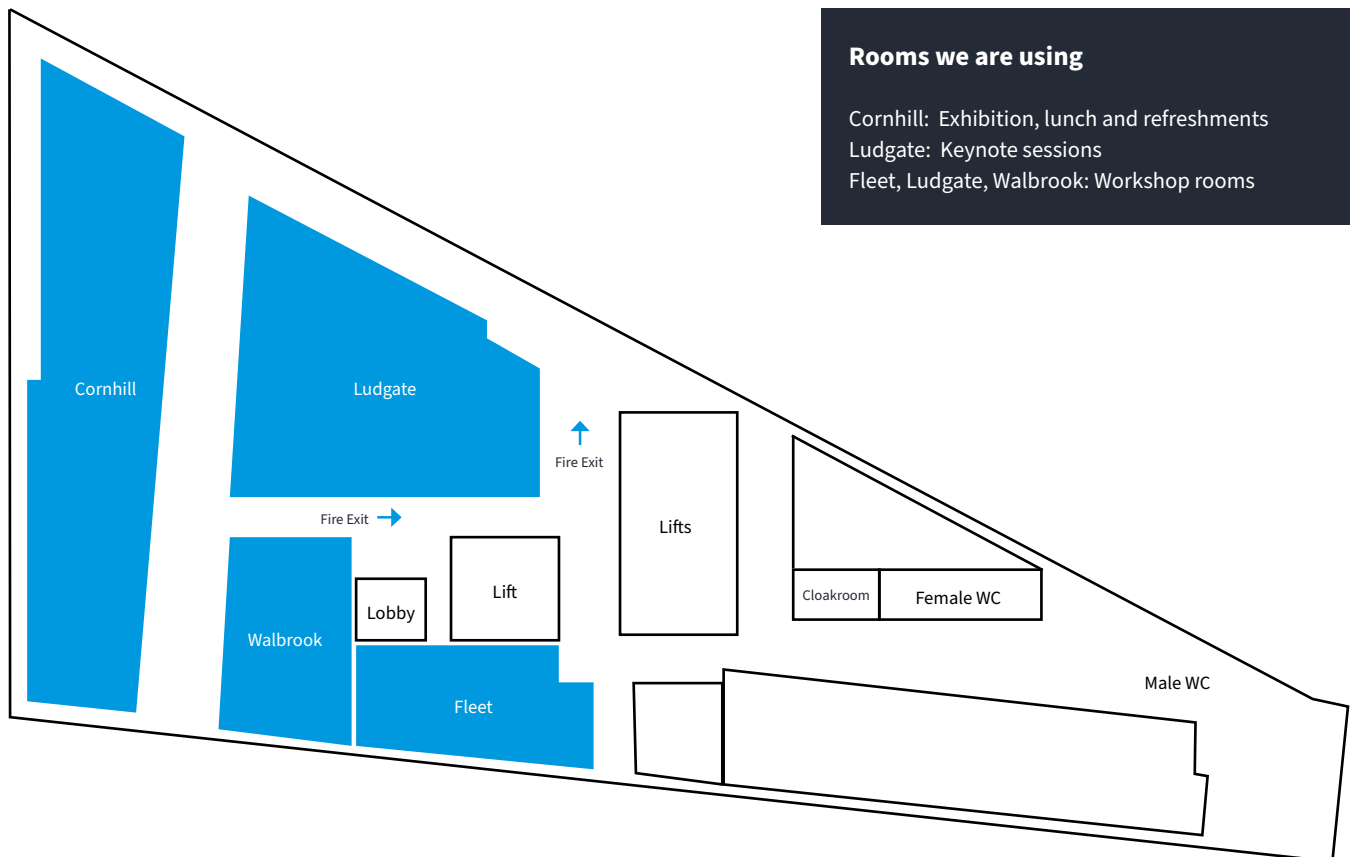 Rooms we are using
Cornhill: Exhibition, lunch and refreshments
Ludgate: Keynote sessions
Fleet, Ludgate, Walbrook: Workshop rooms
Cornhill
Ludgate
Fire Exit
Fire Exit
Lifts
Lift
Lobby
Cloakroom
Female WC
Walbrook
Male WC
Fleet